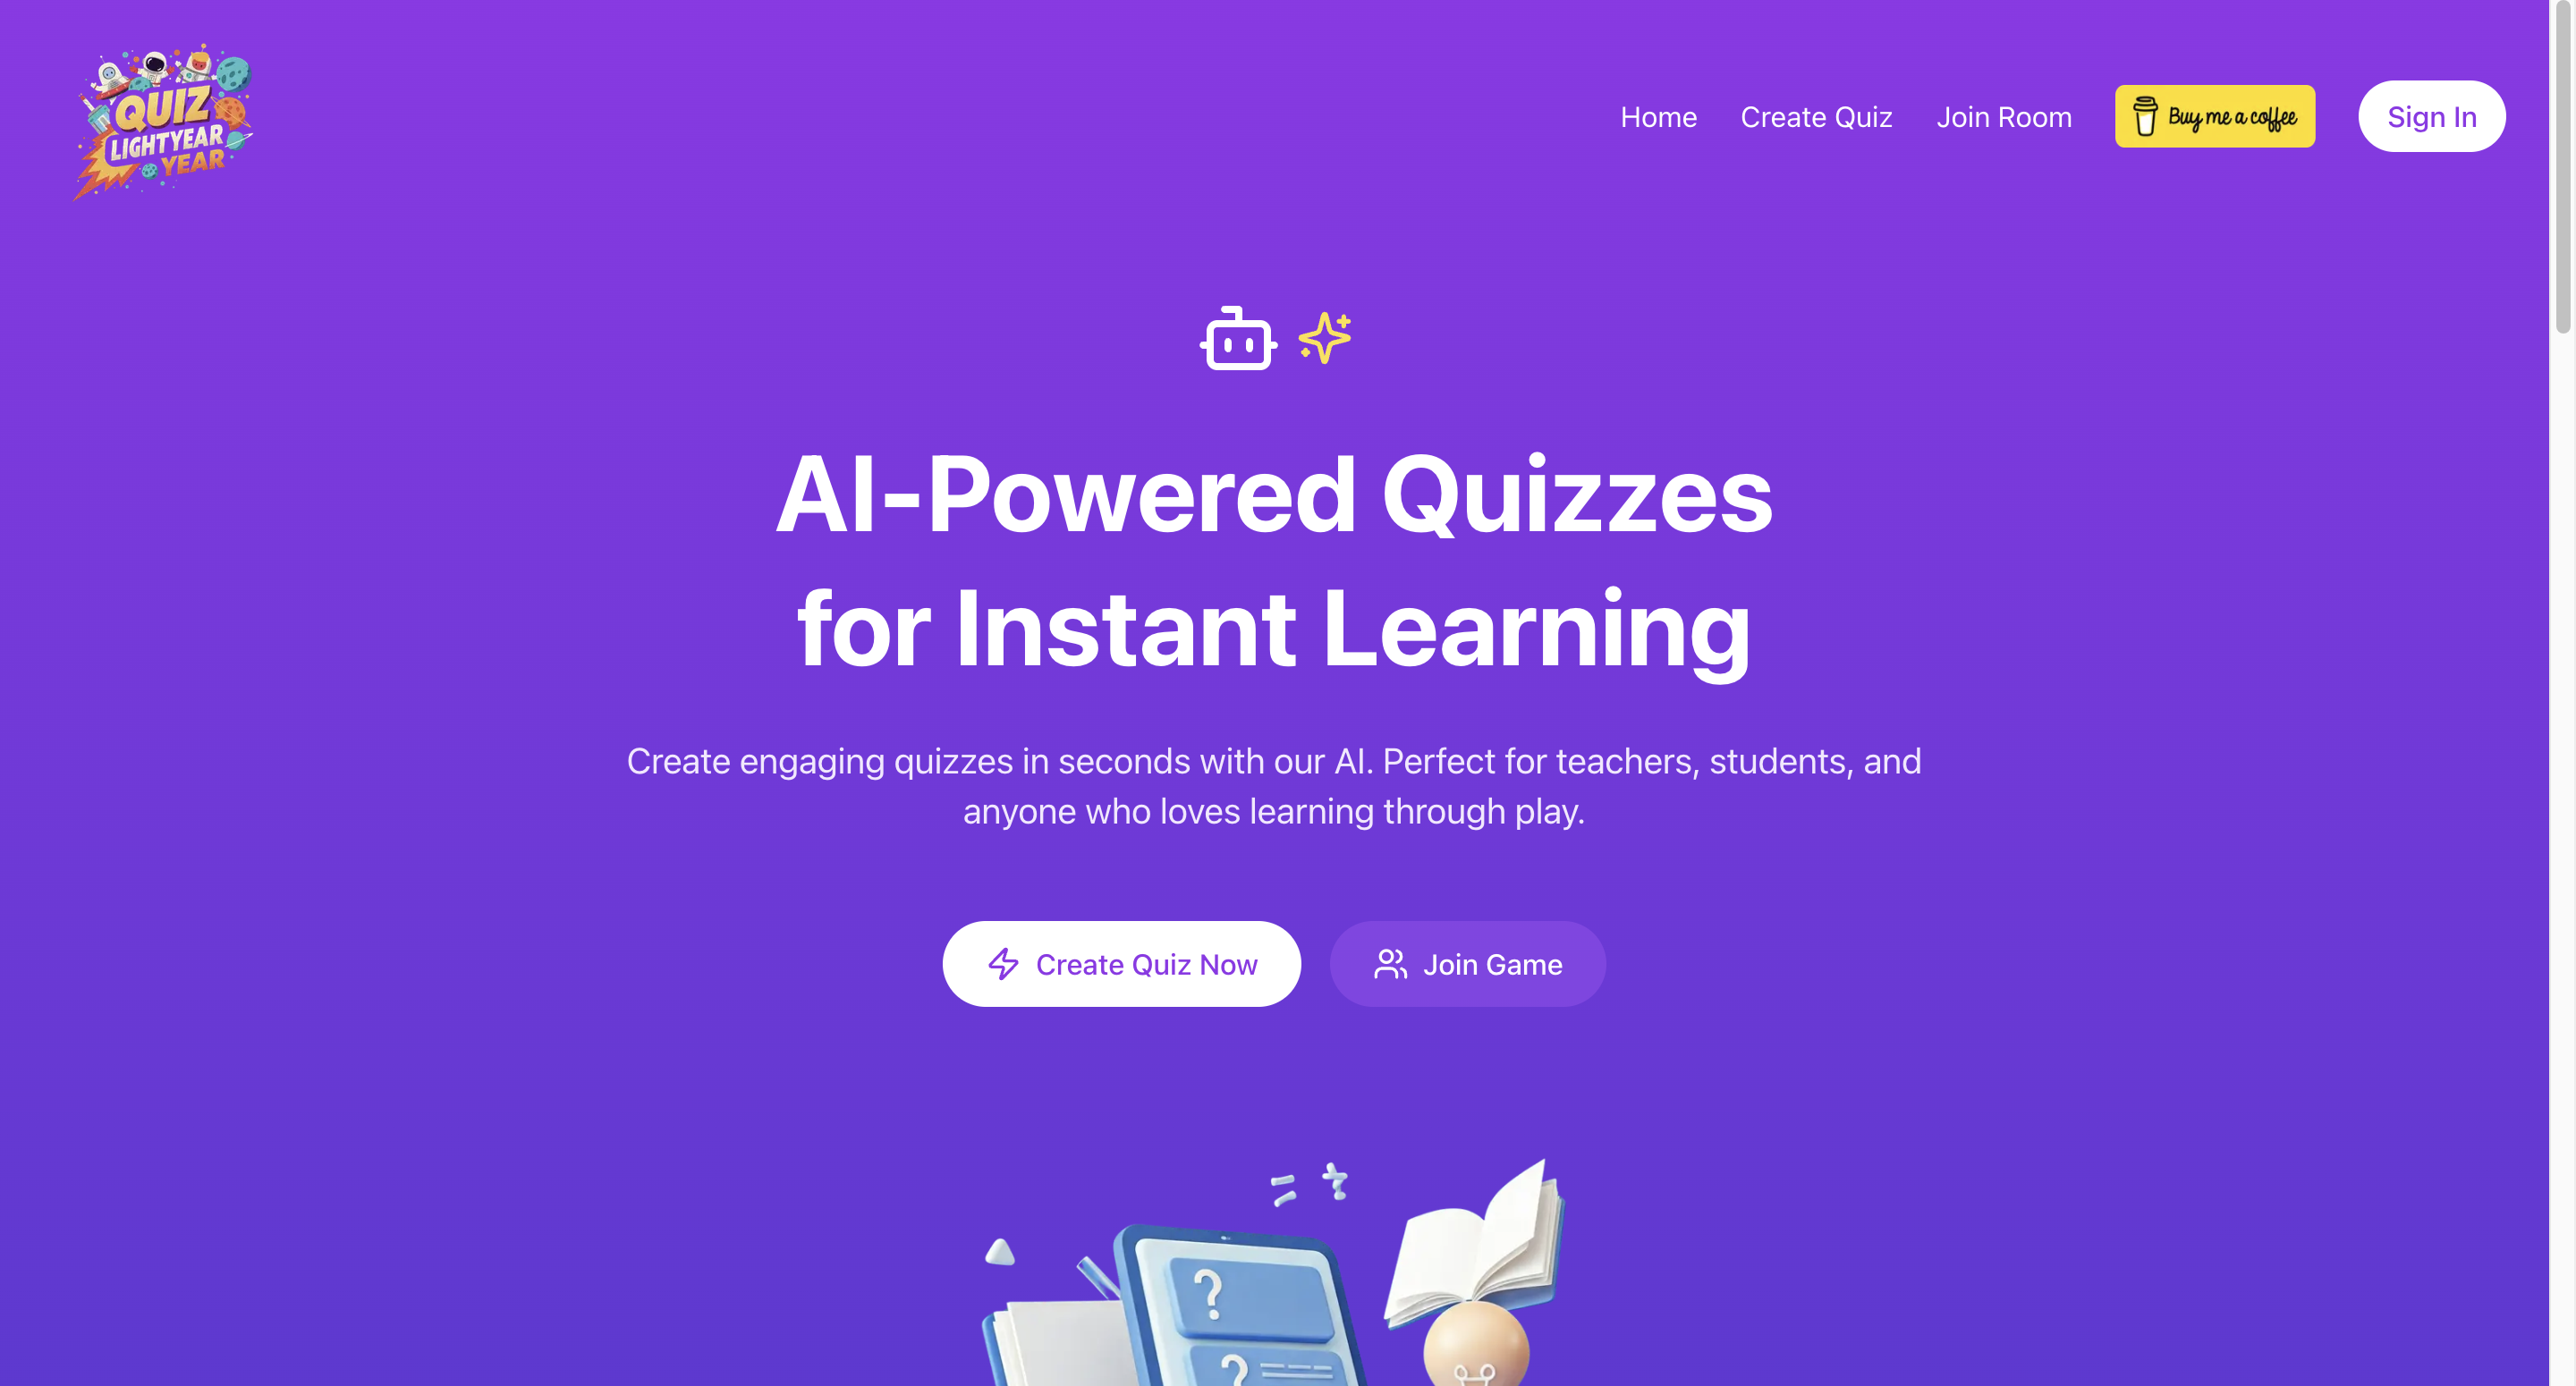 QUIZ
LIGHTYEAR
YEAR
Home
Create Quiz
Join Room
Buy me a coffee
Sign In
AI-Powered Quizzes
for Instant Learning
Create engaging quizzes in seconds with our AI. Perfect for teachers, students, and
anyone who loves learning through play.
Create Quiz Now
Join Game
?
?